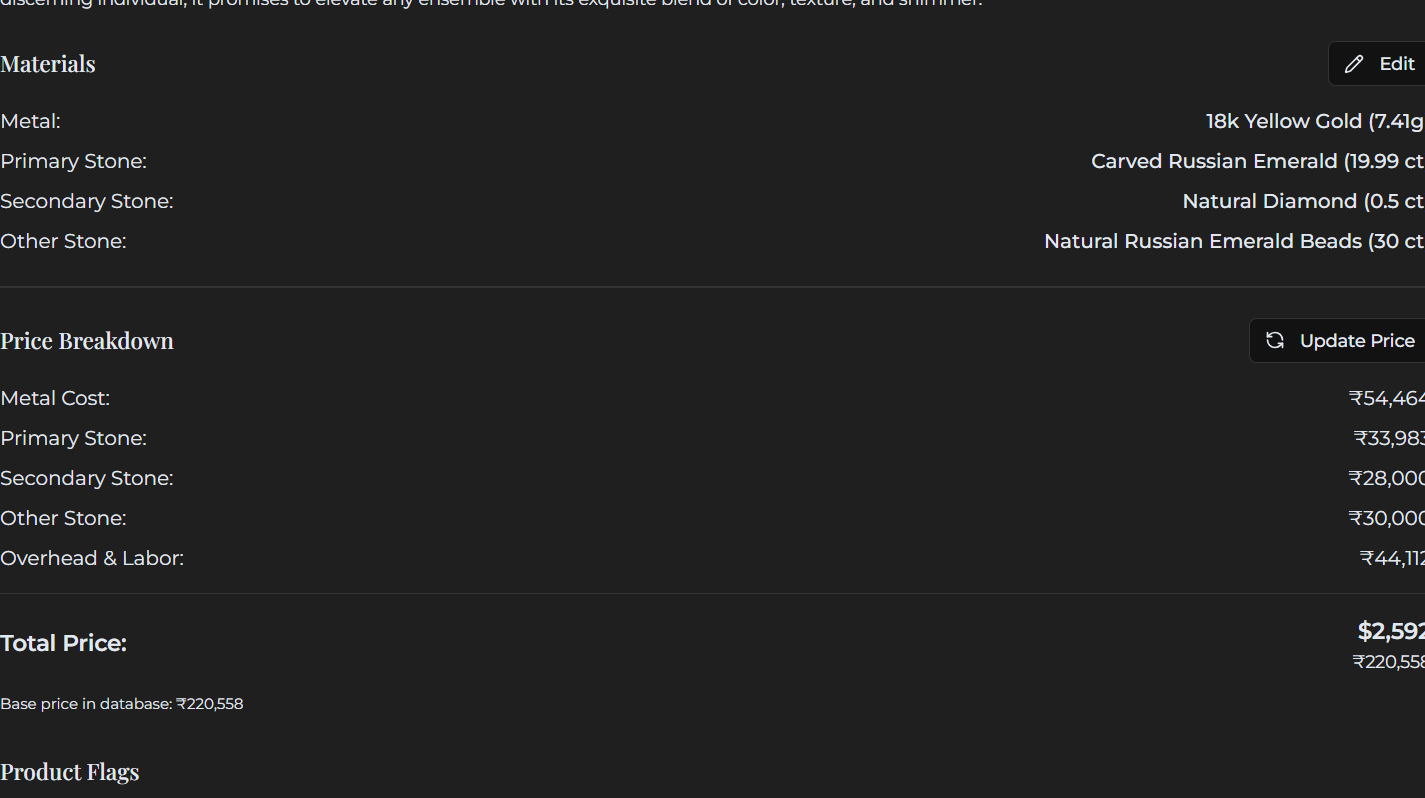 discerning individual, it promises to elevate any ensemble with its exquisite blend of color, texture, and shimmer.
Materials
Edit
Metal: 18k Yellow Gold (7.41g
Primary Stone: Carved Russian Emerald (19.99 ct
Secondary Stone: Natural Diamond (0.5 ct
Other Stone: Natural Russian Emerald Beads (30 ct
Price Breakdown
Update Price
Metal Cost: ₹54,464
Primary Stone: ₹33,983
Secondary Stone: ₹28,000
Other Stone: ₹30,000
Overhead & Labor: ₹44,112
Total Price: $2,592
₹220,558
Base price in database: ₹220,558
Product Flags